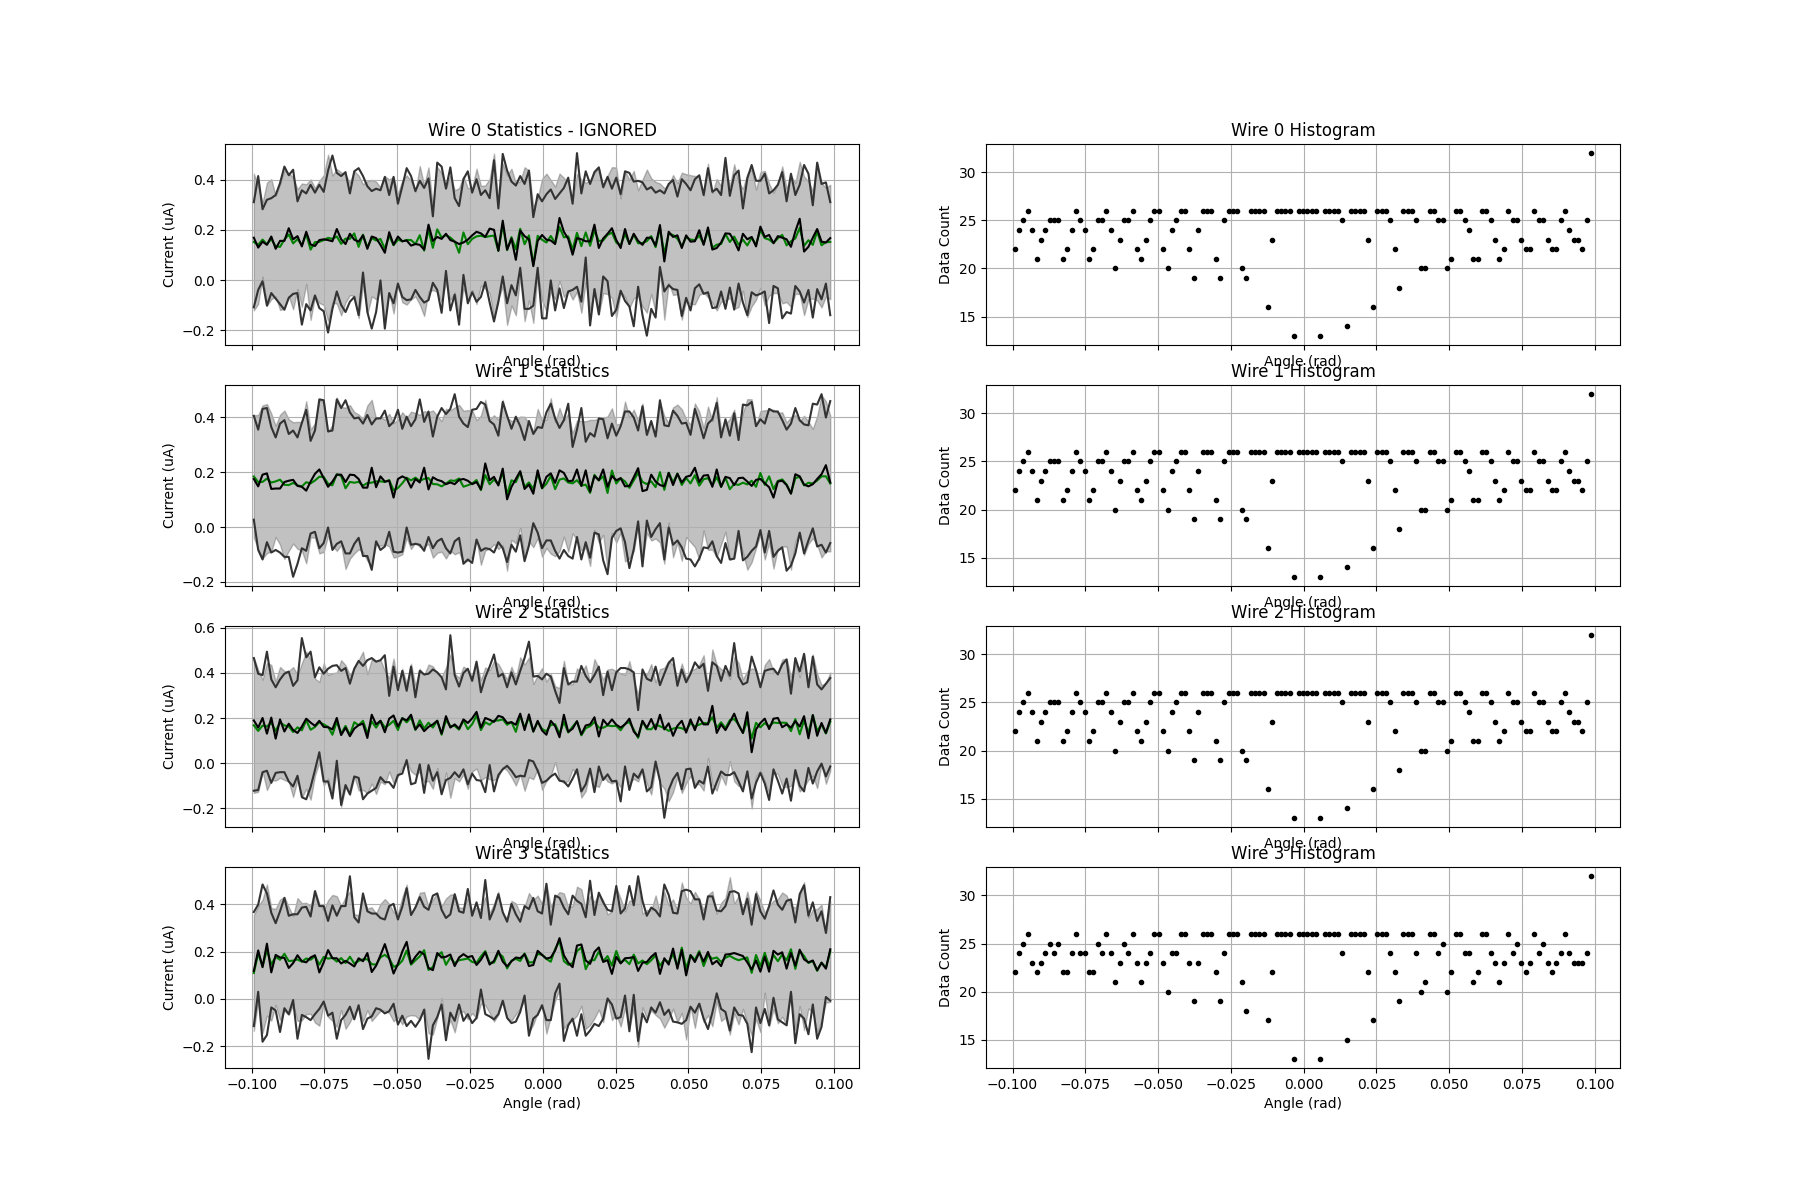 Wire 0 Statistics - IGNORED
Current (uA)
0.4
0.2
0.0
−0.2
Angle (rad)
Wire 0 Histogram
Data Count
30
25
20
15
Angle (rad)
Wire 1 Statistics
Current (uA)
0.4
0.2
0.0
−0.2
Angle (rad)
Wire 1 Histogram
Data Count
30
25
20
15
Angle (rad)
Wire 2 Statistics
Current (uA)
0.6
0.4
0.2
0.0
−0.2
Angle (rad)
Wire 2 Histogram
Data Count
30
25
20
15
Angle (rad)
Wire 3 Statistics
Current (uA)
0.4
0.2
0.0
−0.2
−0.100 −0.075 −0.050 −0.025 0.000 0.025 0.050 0.075 0.100
Angle (rad)
Wire 3 Histogram
Data Count
30
25
20
15
−0.100 −0.075 −0.050 −0.025 0.000 0.025 0.050 0.075 0.100
Angle (rad)